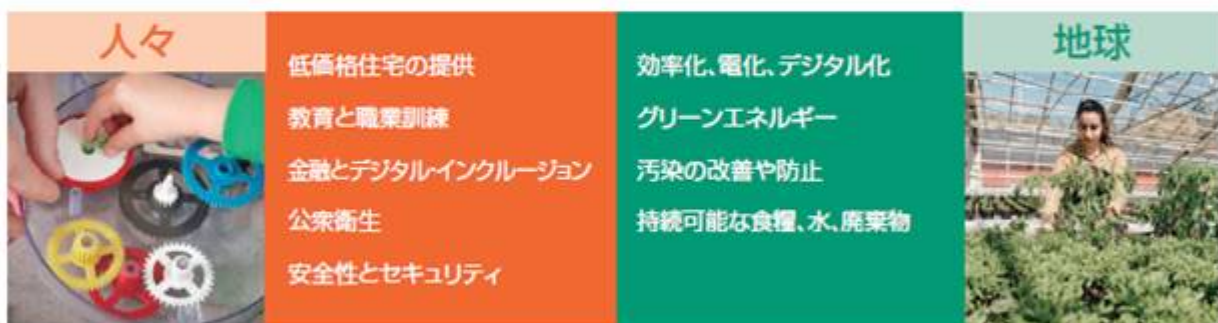 人々
低価格住宅の提供
教育と職業訓練
金融とデジタル・インクルージョン
公衆衛生
安全性とセキュリティ
効率化、電化、デジタル化
グリーンエネルギー
汚染の改善や防止
持続可能な食糧、水、廃棄物
地球